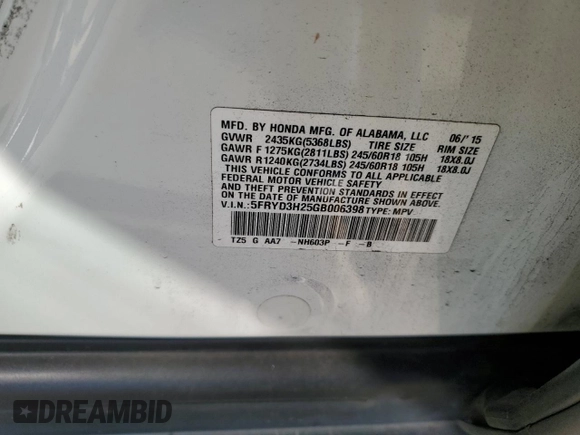 MFD. BY HONDA MFG. OF ALABAMA, LLC 06/'15
GVWR 2435KG(5368LBS) TIRE SIZE RIM SIZE
GAWR F 1275KG(2811LBS) 245/60R18 105H 18X8.0J
GAWR R1240KG(2734LBS) 245/60R18 105H 18X8.0J
THIS VEHICLE CONFORMS TO ALL APPLICABLE
FEDERAL MOTOR VEHICLE SAFETY
AND THEFT PREVENTION STANDARDS IN EFFECT
ON THE DATE OF MANUFACTURE SHOWN ABOVE.
V.I.N.:5FRYD3H25GB006398 TYPE: MPV
TZ5 G AA7 -NH603P -F -B
DREAMBID